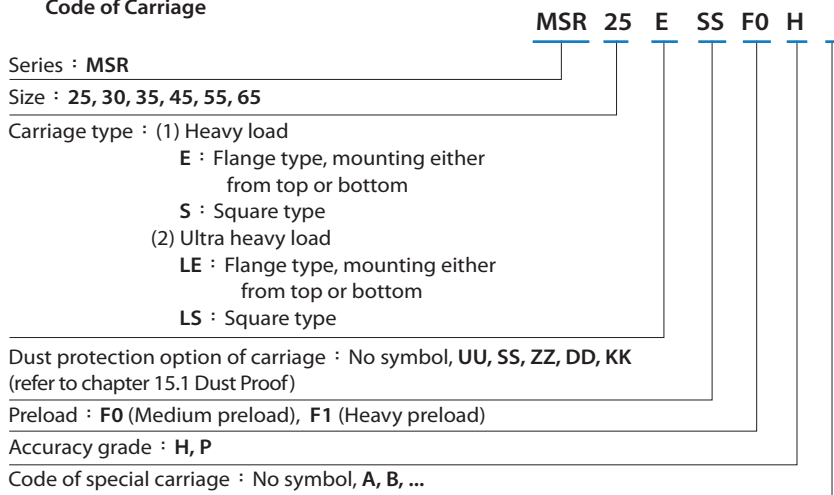 Code of Carriage
MSR 25 E SS F0 H
Series : MSR
Size : 25, 30, 35, 45, 55, 65
Carriage type : (1) Heavy load
E : Flange type, mounting either
from top or bottom
S : Square type
(2) Ultra heavy load
LE : Flange type, mounting either
from top or bottom
LS : Square type
Dust protection option of carriage : No symbol, UU, SS, ZZ, DD, KK
(refer to chapter 15.1 Dust Proof)
Preload : F0 (Medium preload), F1 (Heavy preload)
Accuracy grade : H, P
Code of special carriage : No symbol, A, B, ...